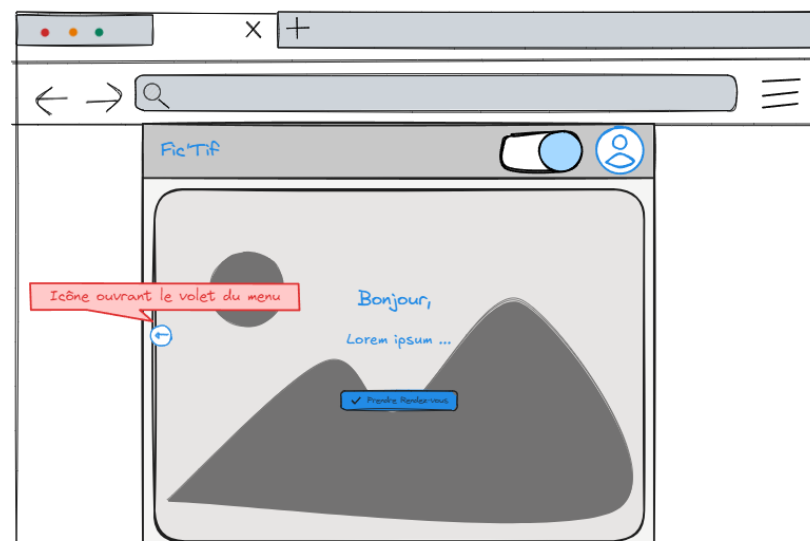 Fic'Tif
Icône ouvrant le volet du menu
Bonjour,
Lorem ipsum ...
Prendre Rendez-vous